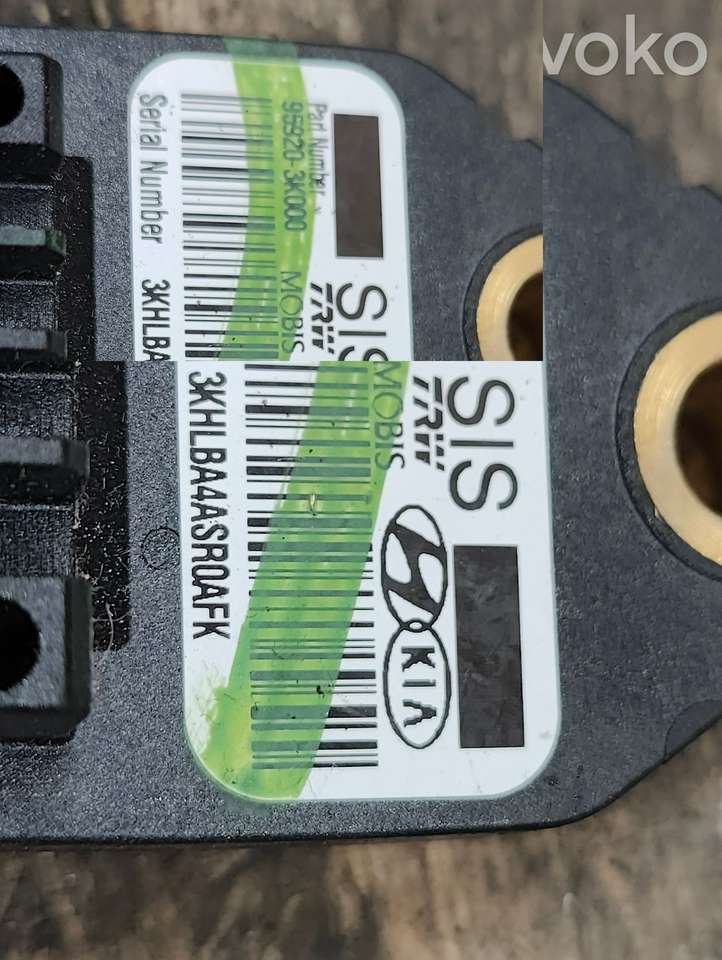 voko
Part Number
SIS
TRW
95920-3K000 MOBIS
Serial Number 3KHLBA
SIS
TRW
MOBIS
KIA
3KHLBA4ASR0AFK